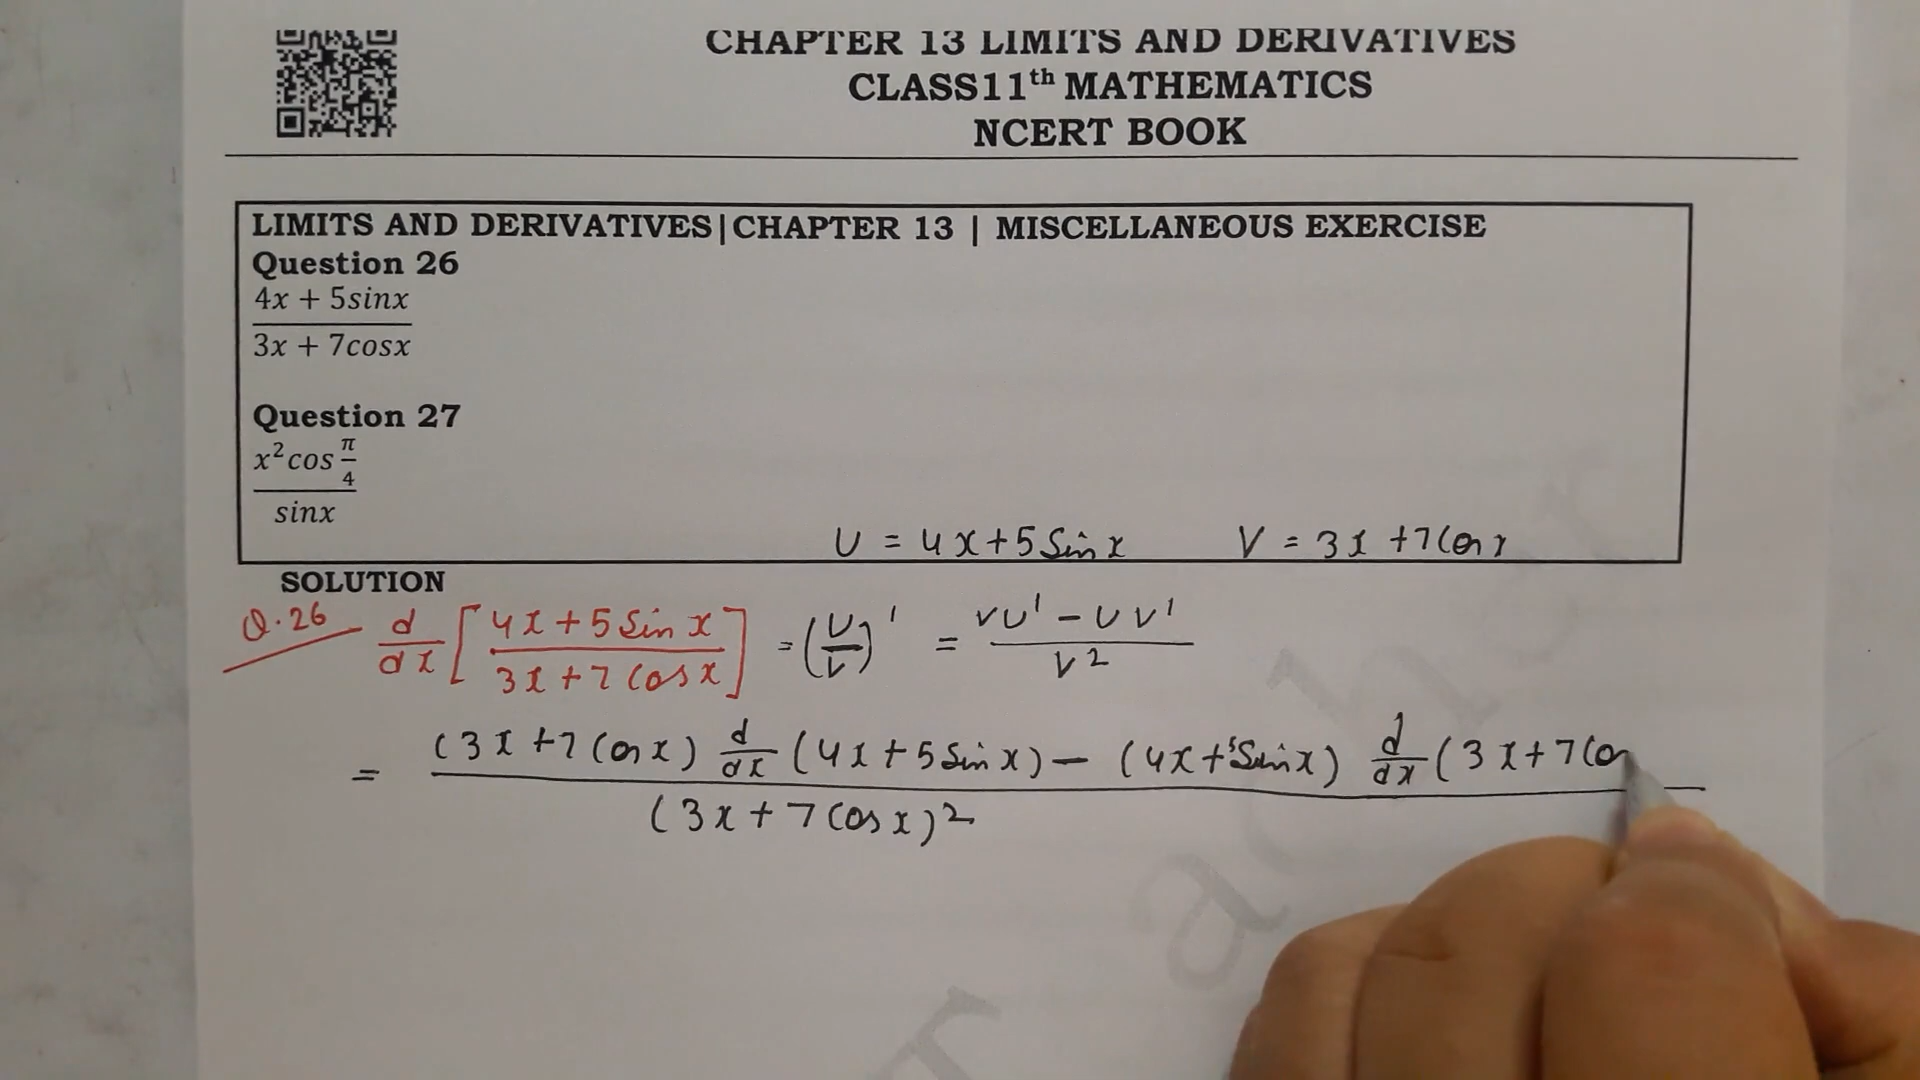 CHAPTER 13 LIMITS AND DERIVATIVES
CLASS11th MATHEMATICS
NCERT BOOK
LIMITS AND DERIVATIVES|CHAPTER 13 | MISCELLANEOUS EXERCISE
Question 26
4x + 5sinx
3x + 7cosx
Question 27
x² cos π/4
sinx
U = 4x+5 Sin x V = 3x +7 Cos x
SOLUTION
Q.26 d/dx [ 4x+5 Sin x / 3x+7 Cos x ] = (U/V)' = VU' - UV' / V²
= (3x+7 Cos x) d/dx (4x+5 Sin x) - (4x+5 Sin x) d/dx (3x+7 Cos
(3x+7 Cos x)²